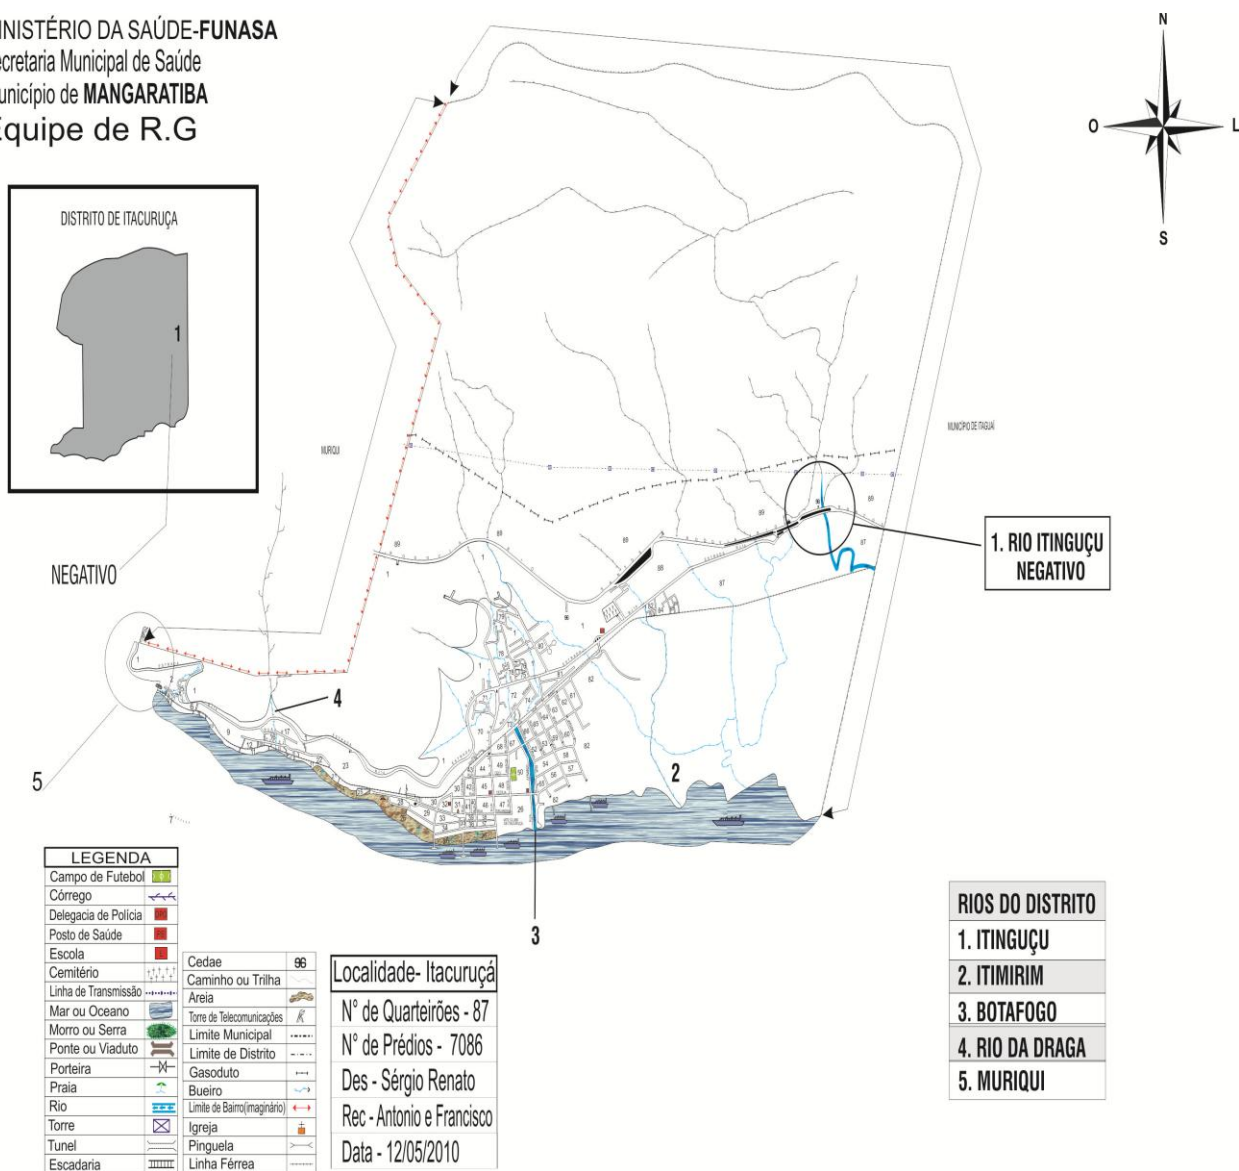 INISTÉRIO DA SAÚDE-FUNASA
ecretaria Municipal de Saúde
unicípio de MANGARATIBA
Equipe de R.G
N
O
L
S
DISTRITO DE ITACURUÇA
1
NEGATIVO
MURIQUI
MUNICÍPIO DE ITAGUAÍ
1. RIO ITINGUÇU
NEGATIVO
4
5
2
3
LEGENDA
Campo de Futebol
Córrego
Delegacia de Polícia
Posto de Saúde
Escola
Cemitério
Linha de Transmissão
Mar ou Oceano
Morro ou Serra
Ponte ou Viaduto
Porteira
Praia
Rio
Torre
Tunel
Escadaria
Cedae 96
Caminho ou Trilha
Areia
Torre de Telecomunicações
Limite Municipal
Limite de Distrito
Gasoduto
Bueiro
Limite de Bairro(imaginário)
Igreja
Pinguela
Linha Férrea
Localidade- Itacuruçá
N° de Quarteirões - 87
N° de Prédios - 7086
Des - Sérgio Renato
Rec - Antonio e Francisco
Data - 12/05/2010
RIOS DO DISTRITO
1. ITINGUÇU
2. ITIMIRIM
3. BOTAFOGO
4. RIO DA DRAGA
5. MURIQUI